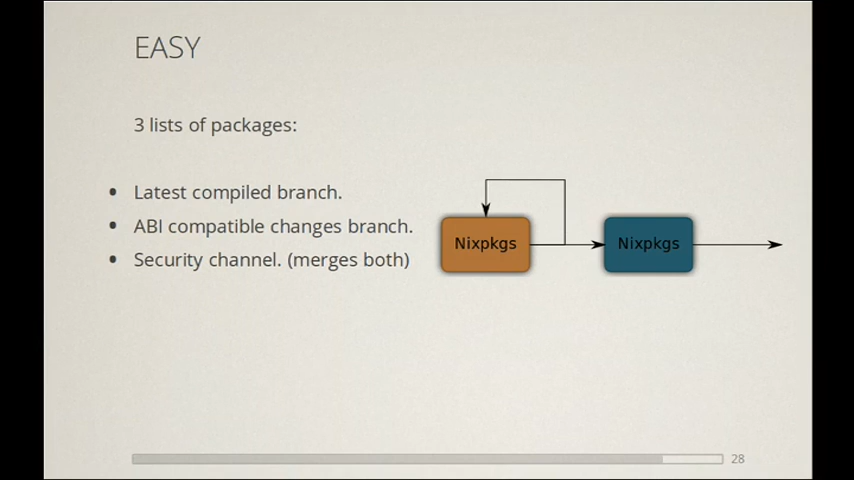 EASY
3 lists of packages:
• Latest compiled branch.
• ABI compatible changes branch.
• Security channel. (merges both)
Nixpkgs
Nixpkgs
28